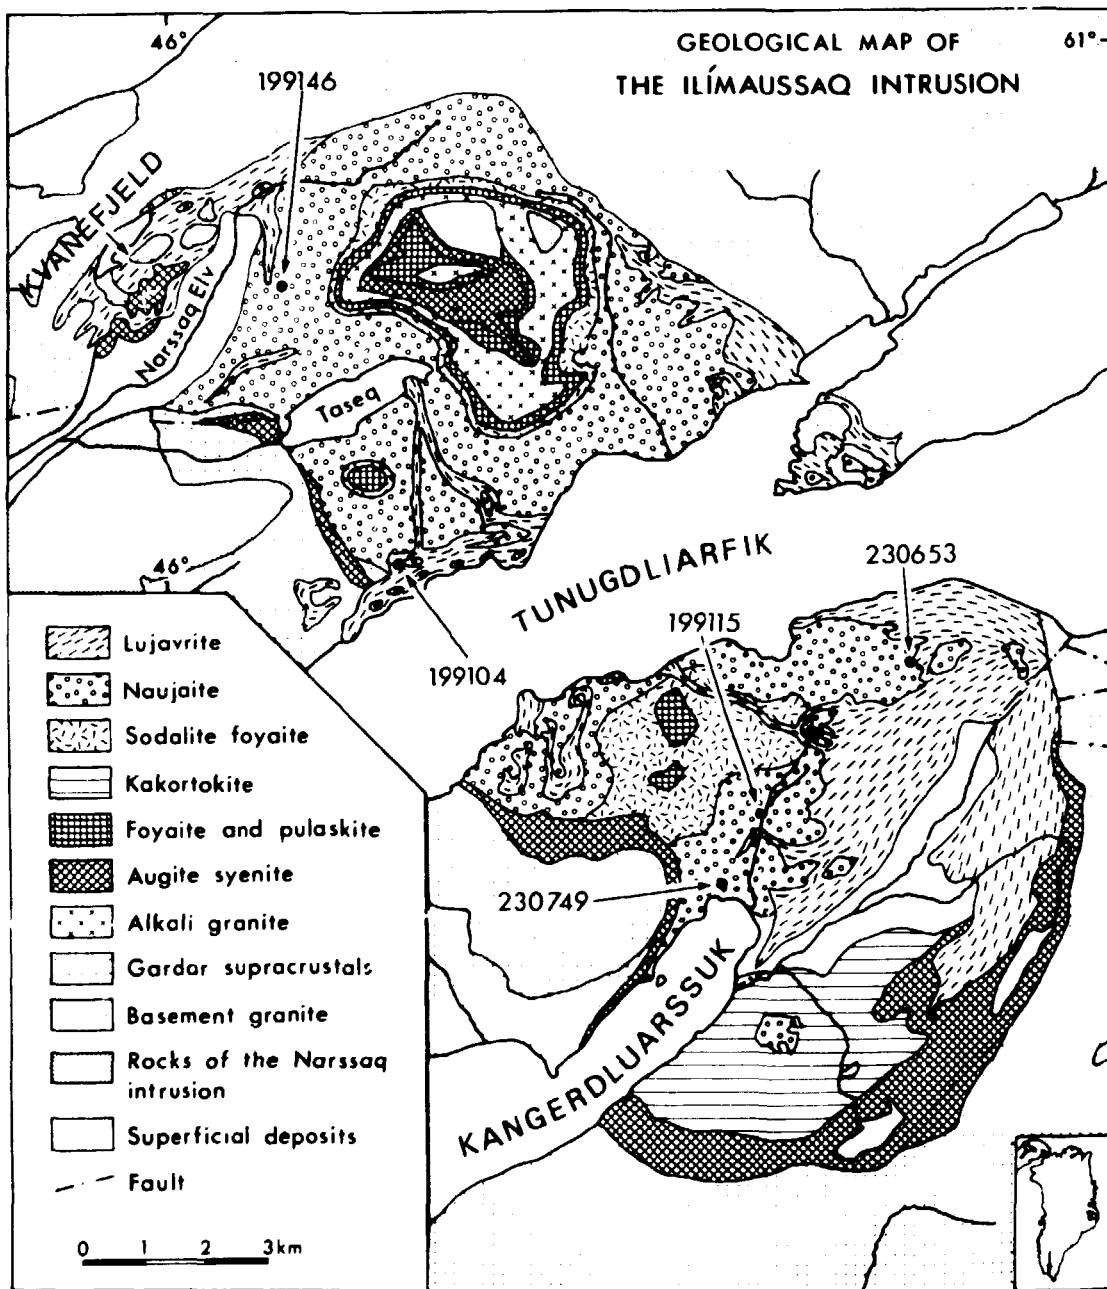 GEOLOGICAL MAP OF
THE ILÍMAUSSAQ INTRUSION
46°
61°
199146
KVANEFJELD
Narssaq Elv
Taseq
46°
TUNUGDLIARFIK
230653
199115
199104
230749
KANGERDLUARSSUK
Lujavrite
Naujaite
Sodalite foyaite
Kakortokite
Foyaite and pulaskite
Augite syenite
Alkali granite
Gardar supracrustals
Basement granite
Rocks of the Narssaq
intrusion
Superficial deposits
Fault
0 1 2 3km